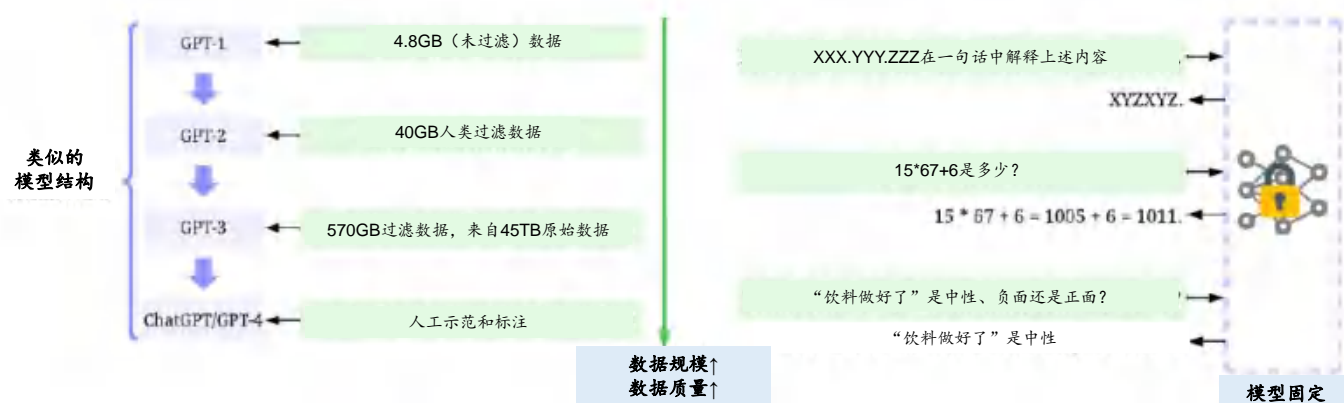 类似的
模型结构
GPT-1
4.8GB（未过滤）数据
GPT-2
40GB人类过滤数据
GPT-3
570GB过滤数据，来自45TB原始数据
ChatGPT/GPT-4
人工示范和标注
数据规模↑
数据质量↑
XXX.YYY.ZZZ在一句话中解释上述内容
XYZXYZ.
15*67+6是多少？
15 * 67 + 6 = 1005 + 6 = 1011.
“饮料做好了”是中性、负面还是正面？
“饮料做好了”是中性
模型固定